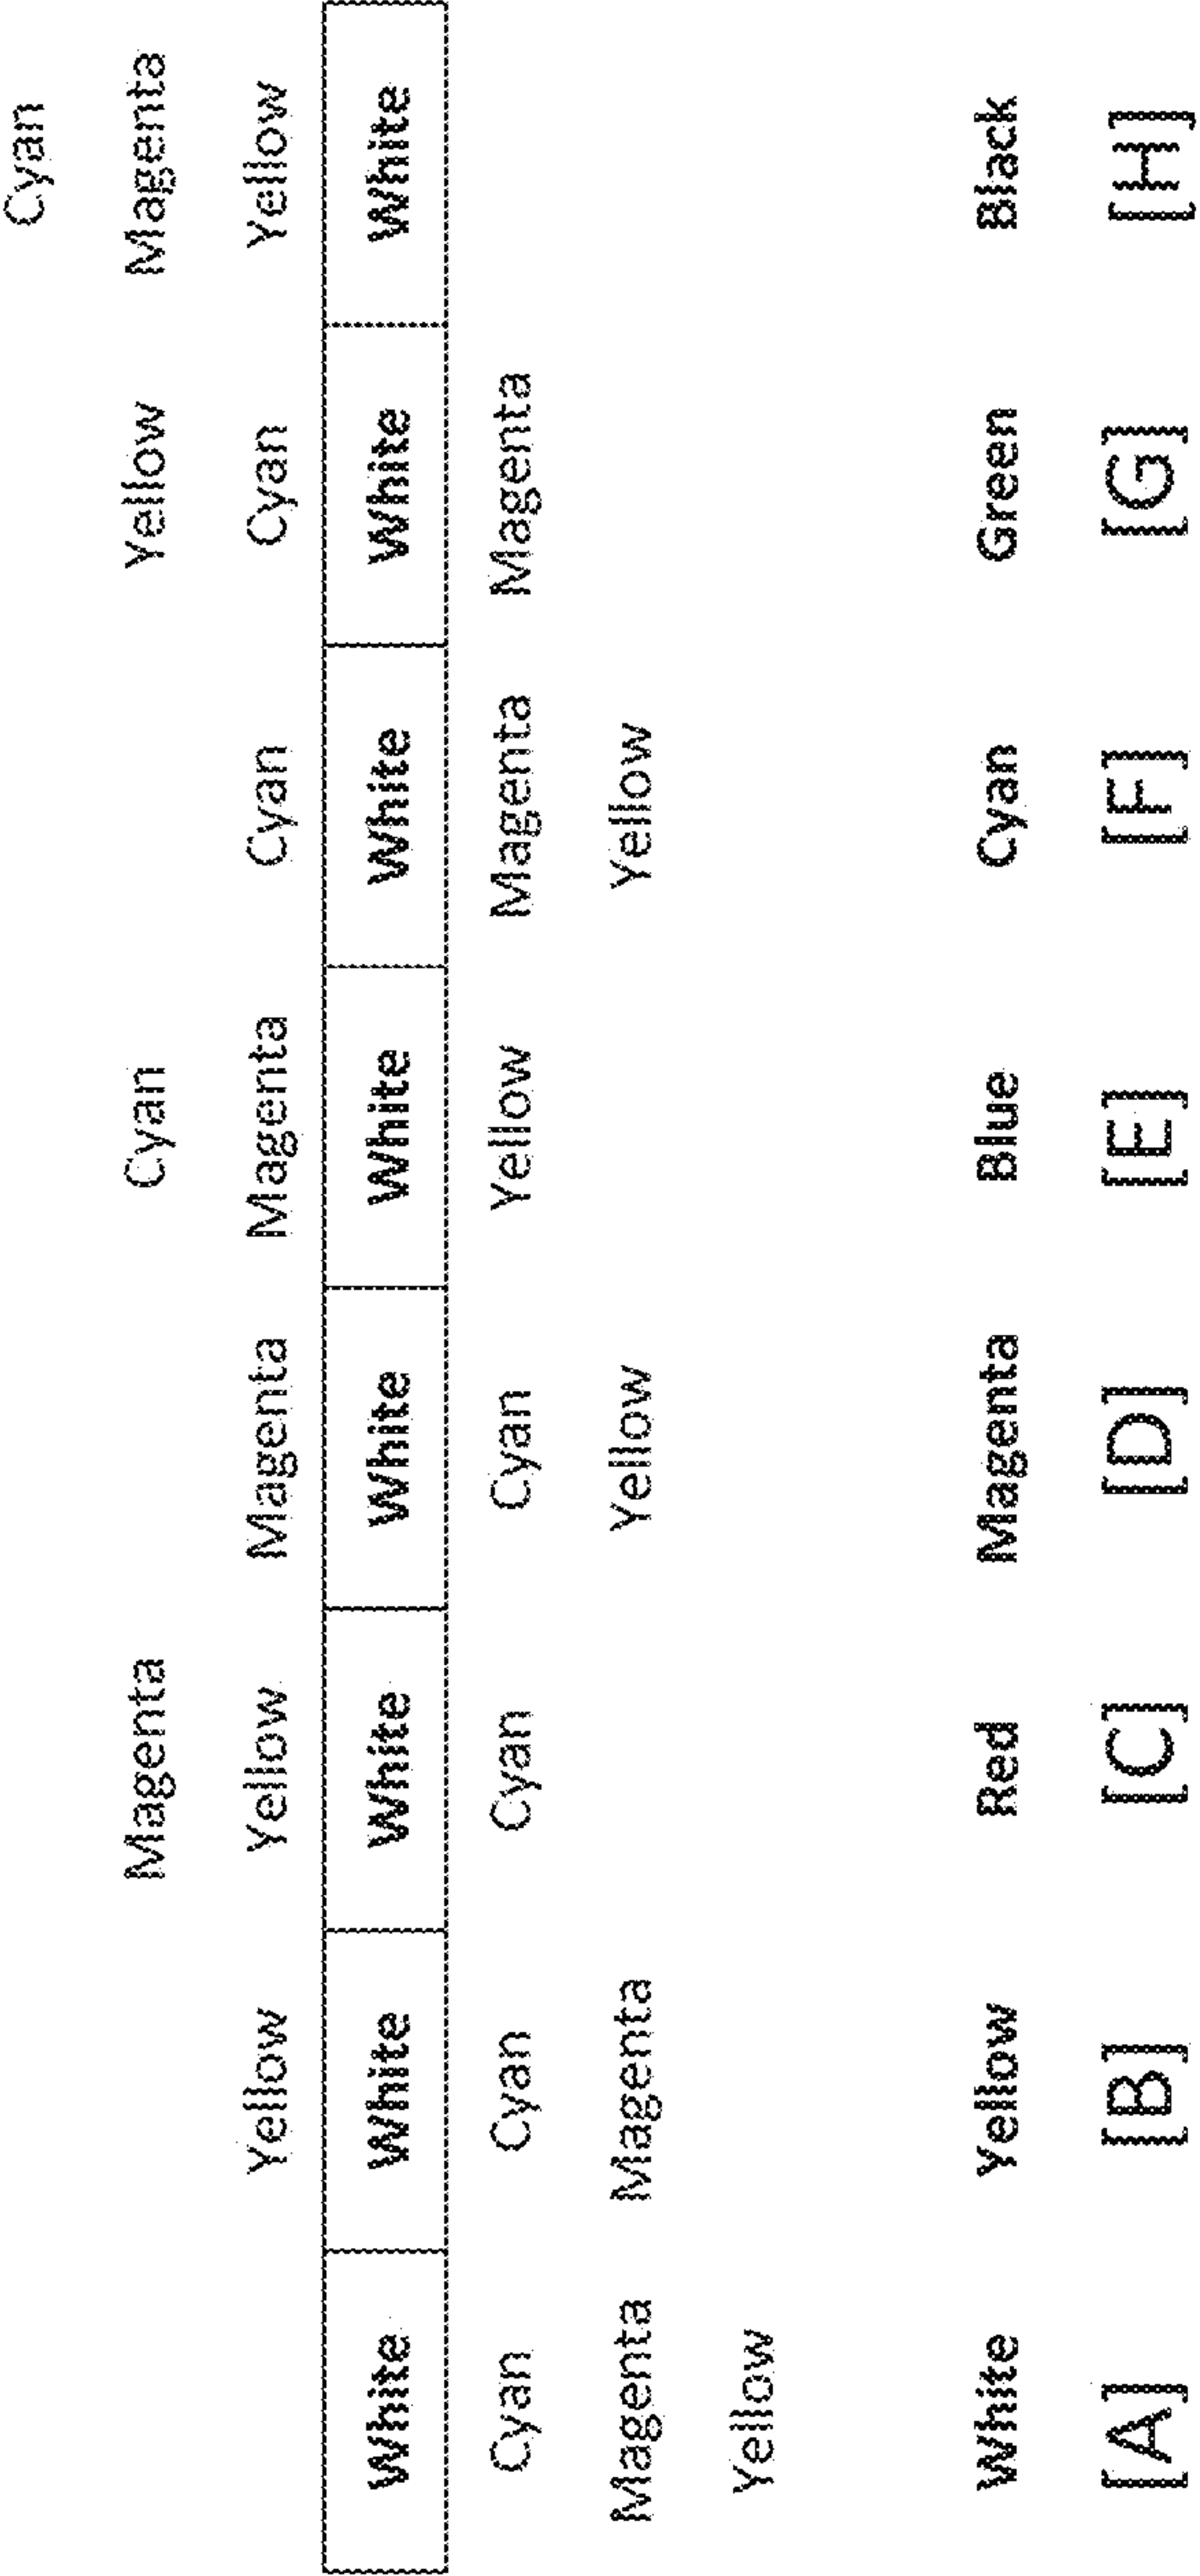 Cyan
Magenta Cyan Yellow Magenta
Yellow Yellow Magenta Magenta Cyan Cyan Yellow
White White White White White White White White
Cyan Cyan Cyan Cyan Yellow Magenta Magenta
Magenta Magenta Yellow Yellow
Yellow
White Yellow Red Magenta Blue Cyan Green Black
[A] [B] [C] [D] [E] [F] [G] [H]